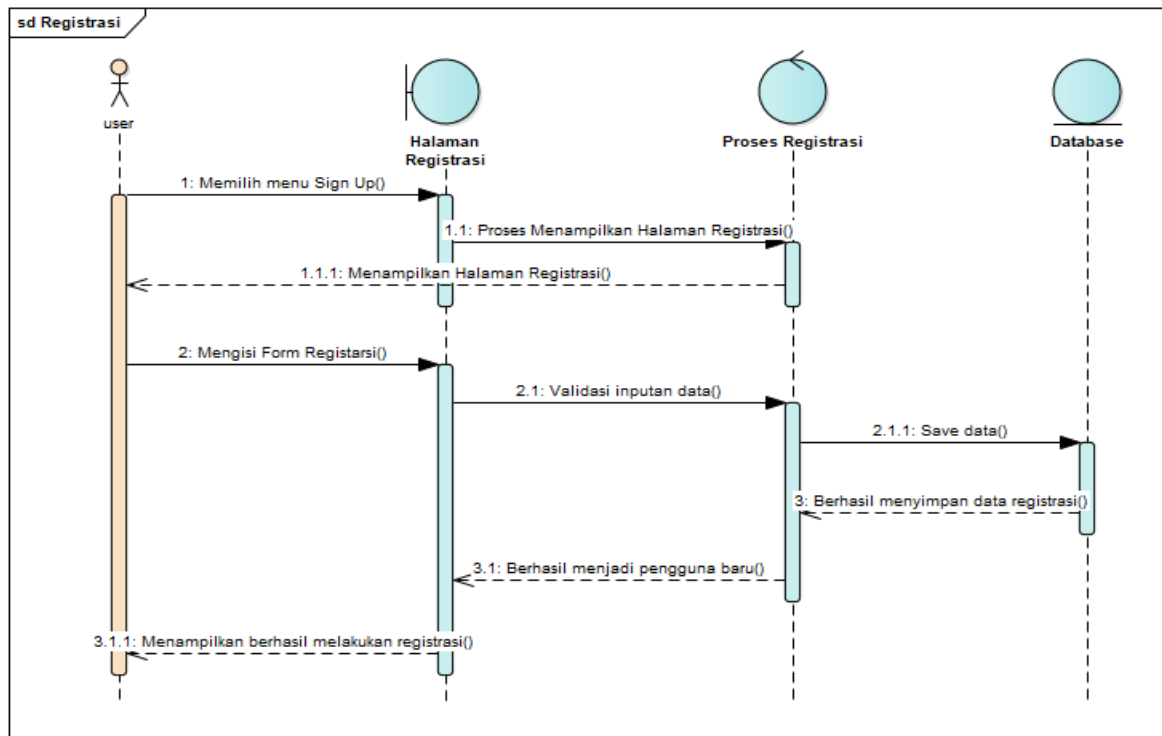 sd Registrasi
user
Halaman
Registrasi
Proses Registrasi
Database
1: Memilih menu Sign Up()
1.1: Proses Menampilkan Halaman Registrasi()
1.1.1: Menampilkan Halaman Registrasi()
2: Mengisi Form Registarsi()
2.1: Validasi inputan data()
2.1.1: Save data()
3: Berhasil menyimpan data registrasi()
3.1: Berhasil menjadi pengguna baru()
3.1.1: Menampilkan berhasil melakukan registrasi()